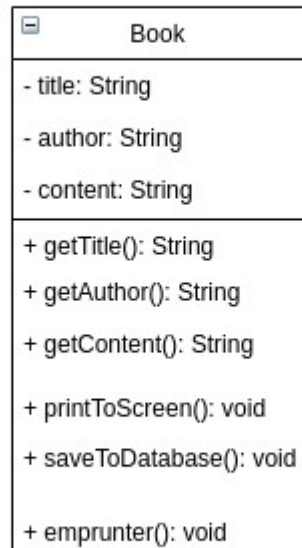 Book
- title: String
- author: String
- content: String
+ getTitle(): String
+ getAuthor(): String
+ getContent(): String
+ printToScreen(): void
+ saveToDatabase(): void
+ emprunter(): void